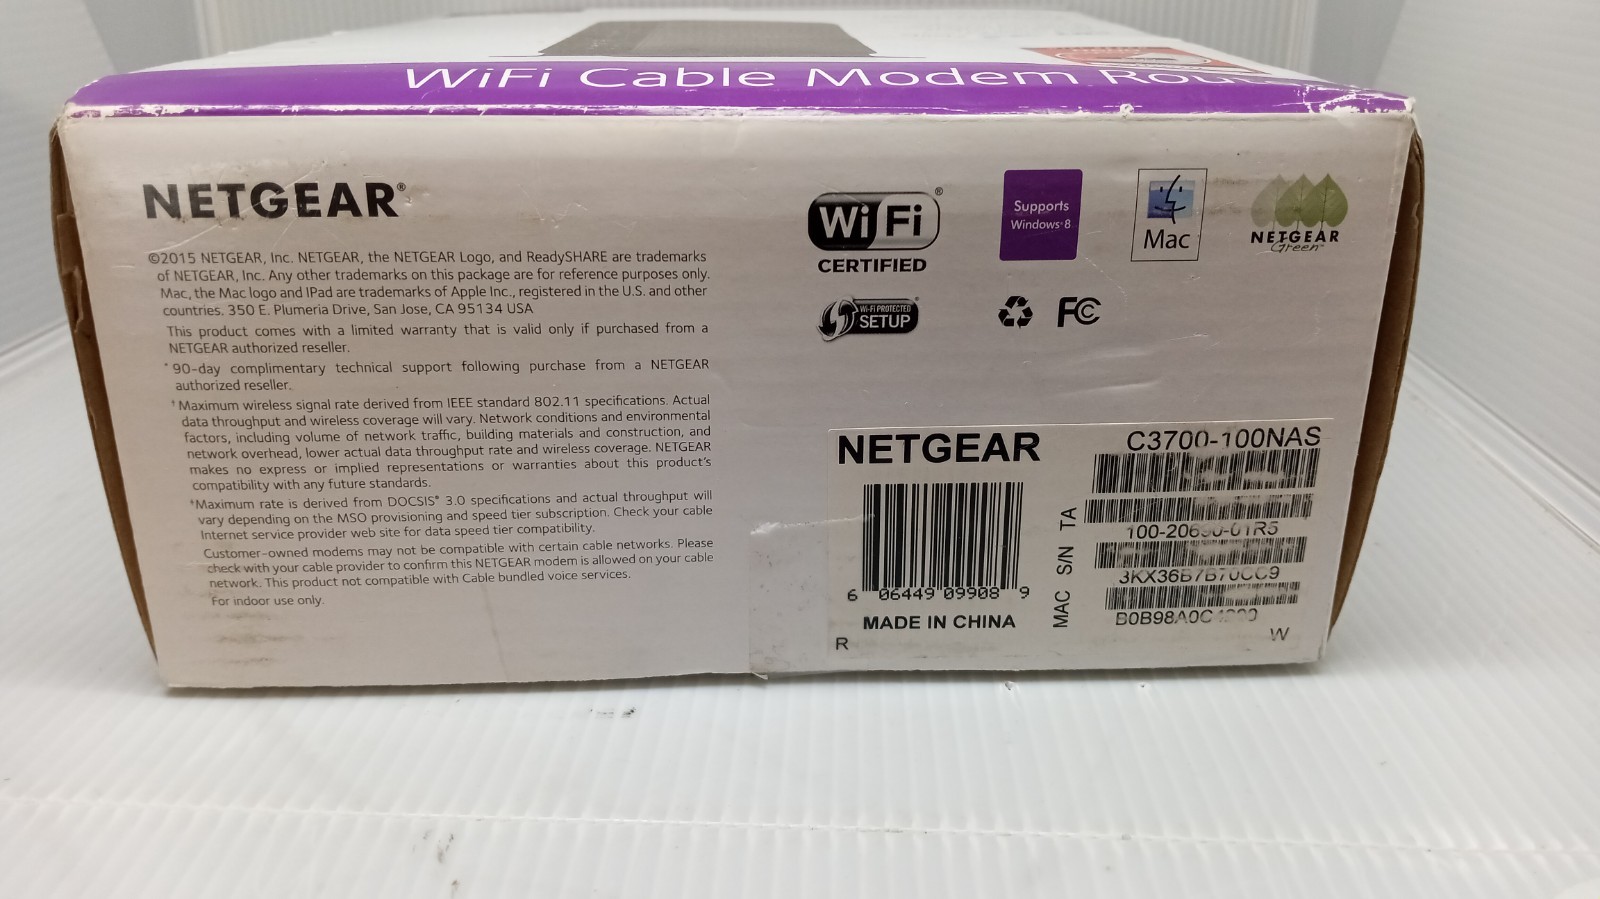 WiFi Cable Modem
NETGEAR®
©2015 NETGEAR, Inc. NETGEAR, the NETGEAR Logo, and ReadySHARE are trademarks
of NETGEAR, Inc. Any other trademarks on this package are for reference purposes only.
Mac, the Mac logo and IPad are trademarks of Apple Inc., registered in the U.S. and other
countries. 350 E. Plumeria Drive, San Jose, CA 95134 USA
This product comes with a limited warranty that is valid only if purchased from a
NETGEAR authorized reseller.
*90-day complimentary technical support following purchase from a NETGEAR
authorized reseller.
†Maximum wireless signal rate derived from IEEE standard 802.11 specifications. Actual
data throughput and wireless coverage will vary. Network conditions and environmental
factors, including volume of network traffic, building materials and construction, and
network overhead, lower actual data throughput rate and wireless coverage. NETGEAR
makes no express or implied representations or warranties about this product's
compatibility with any future standards.
‡Maximum rate is derived from DOCSIS® 3.0 specifications and actual throughput will
vary depending on the MSO provisioning and speed tier subscription. Check your cable
Internet service provider web site for data speed tier compatibility.
Customer-owned modems may not be compatible with certain cable networks. Please
check with your cable provider to confirm this NETGEAR modem is allowed on your cable
network. This product not compatible with Cable bundled voice services.
For indoor use only.
WiFi®
CERTIFIED
Supports
Windows® 8
Mac
NETGEAR
Green™
WI-FI PROTECTED
SETUP
FC
NETGEAR
6 06449 09908 9
MADE IN CHINA
R
C3700-100NAS
TA
S/N
MAC
W